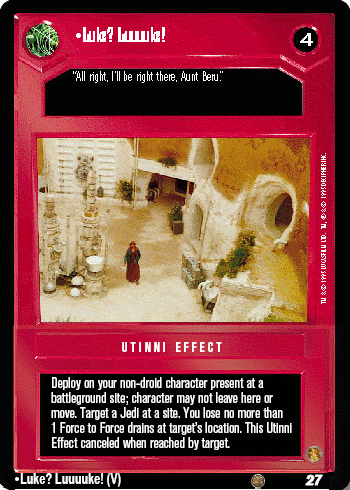 •Luke? Luuuuke!
4
"All right, I'll be right there, Aunt Beru."
UTINNI EFFECT
Deploy on your non-droid character present at a
battleground site; character may not leave here or
move. Target a Jedi at a site. You lose no more than
1 Force to Force drains at target's location. This Utinni
Effect canceled when reached by target.
•Luke? Luuuuke! (V)
27